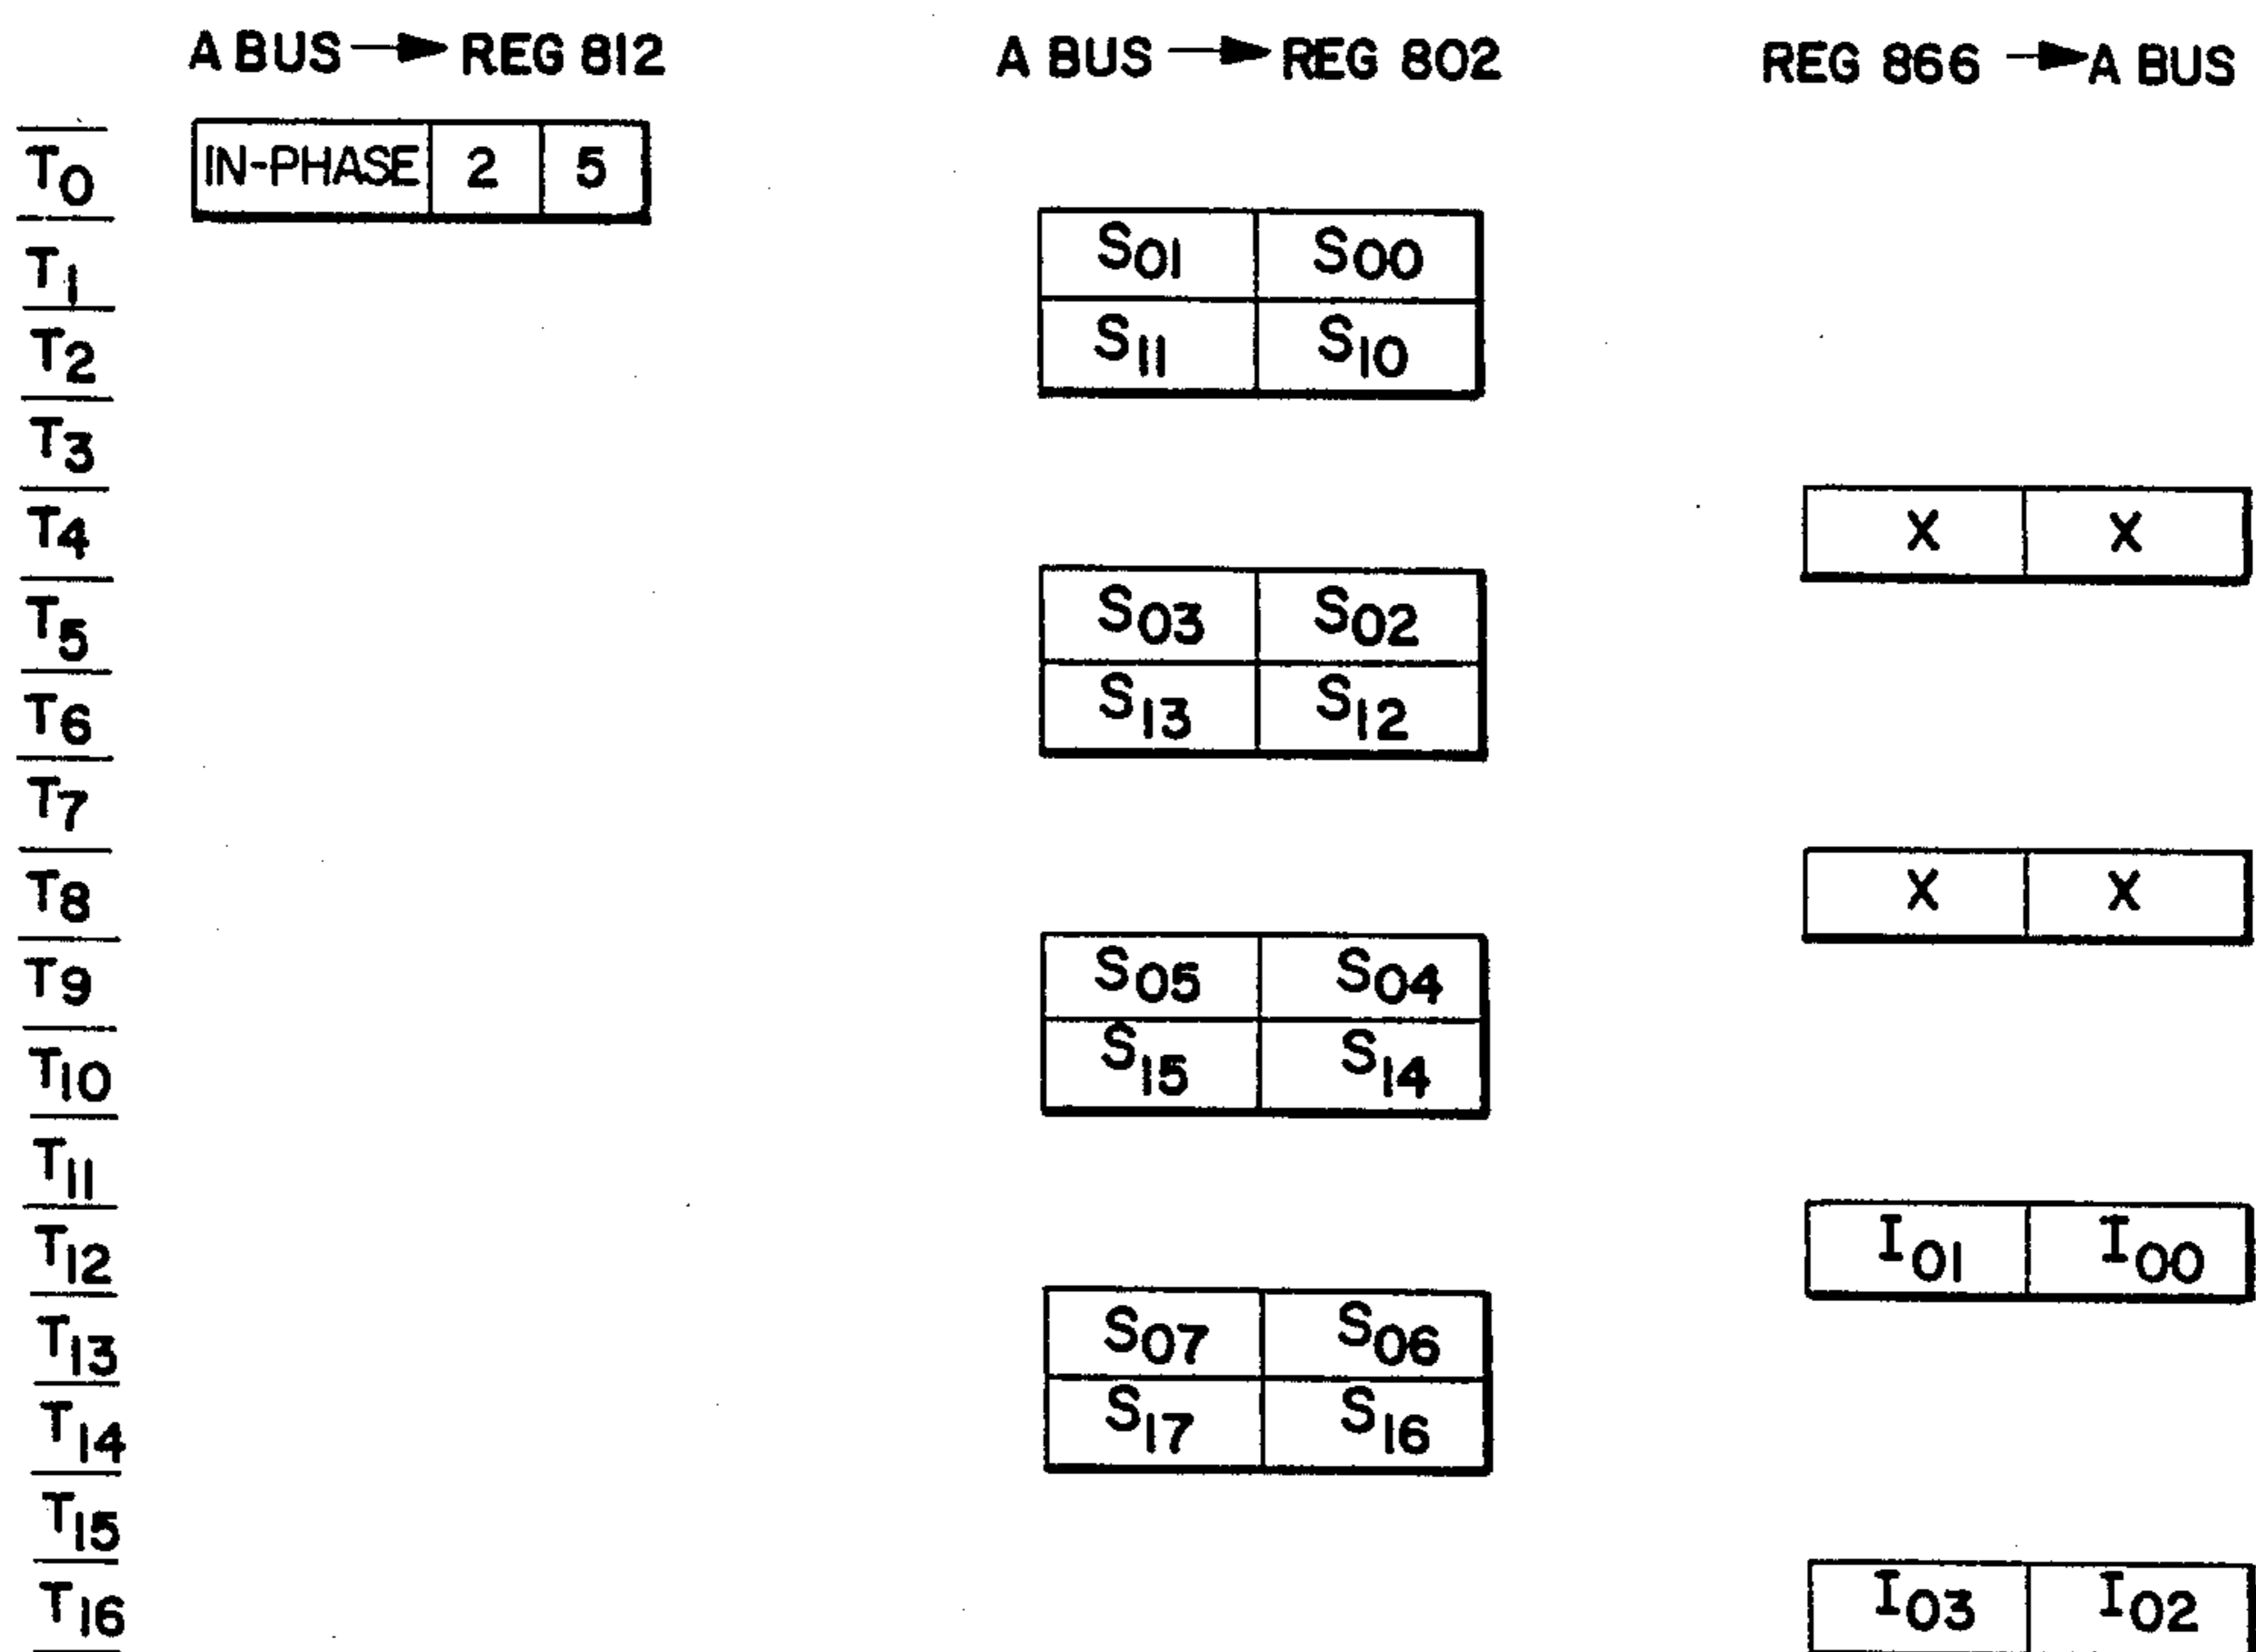 A BUS → REG 812 A BUS → REG 802 REG 866 → A BUS
T0 IN-PHASE 2 5
T1 S01 S00
T2 S11 S10
T3
T4 X X
T5 S03 S02
T6 S13 S12
T7
T8 X X
T9 S05 S04
T10 S15 S14
T11
T12 I01 I00
T13 S07 S06
T14 S17 S16
T15
T16 I03 I02